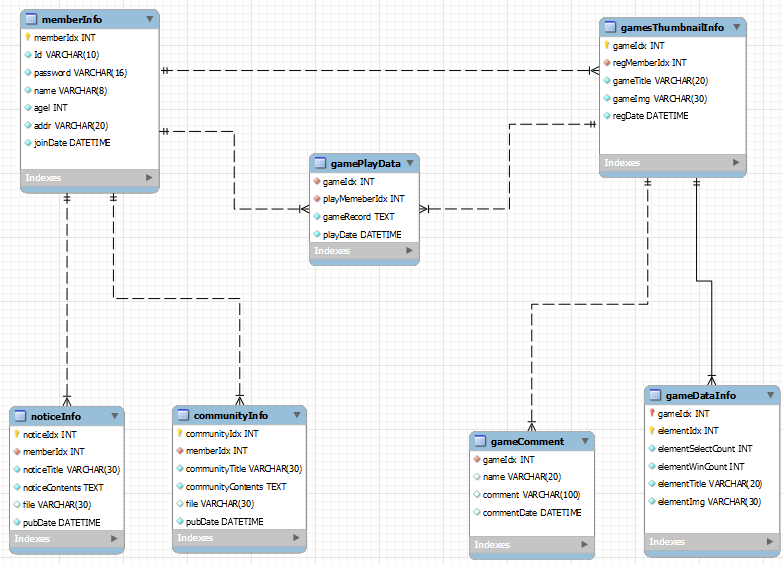 memberInfo
memberIdx INT
Id VARCHAR(10)
password VARCHAR(16)
name VARCHAR(8)
ageI INT
addr VARCHAR(20)
joinDate DATETIME
Indexes
gamesThumbnailInfo
gameIdx INT
regMemberIdx INT
gameTitle VARCHAR(20)
gameImg VARCHAR(30)
regDate DATETIME
Indexes
gamePlayData
gameIdx INT
playMemeberIdx INT
gameRecord TEXT
playDate DATETIME
Indexes
noticeInfo
noticeIdx INT
memberIdx INT
noticeTitle VARCHAR(30)
noticeContents TEXT
file VARCHAR(30)
pubDate DATETIME
Indexes
communityInfo
communityIdx INT
memberIdx INT
communityTitle VARCHAR(30)
communityContents TEXT
file VARCHAR(30)
pubDate DATETIME
Indexes
gameComment
gameIdx INT
name VARCHAR(20)
comment VARCHAR(100)
commentDate DATETIME
Indexes
gameDataInfo
gameIdx INT
elementIdx INT
elementSelectCount INT
elementWinCount INT
elementTitle VARCHAR(20)
elementImg VARCHAR(30)
Indexes